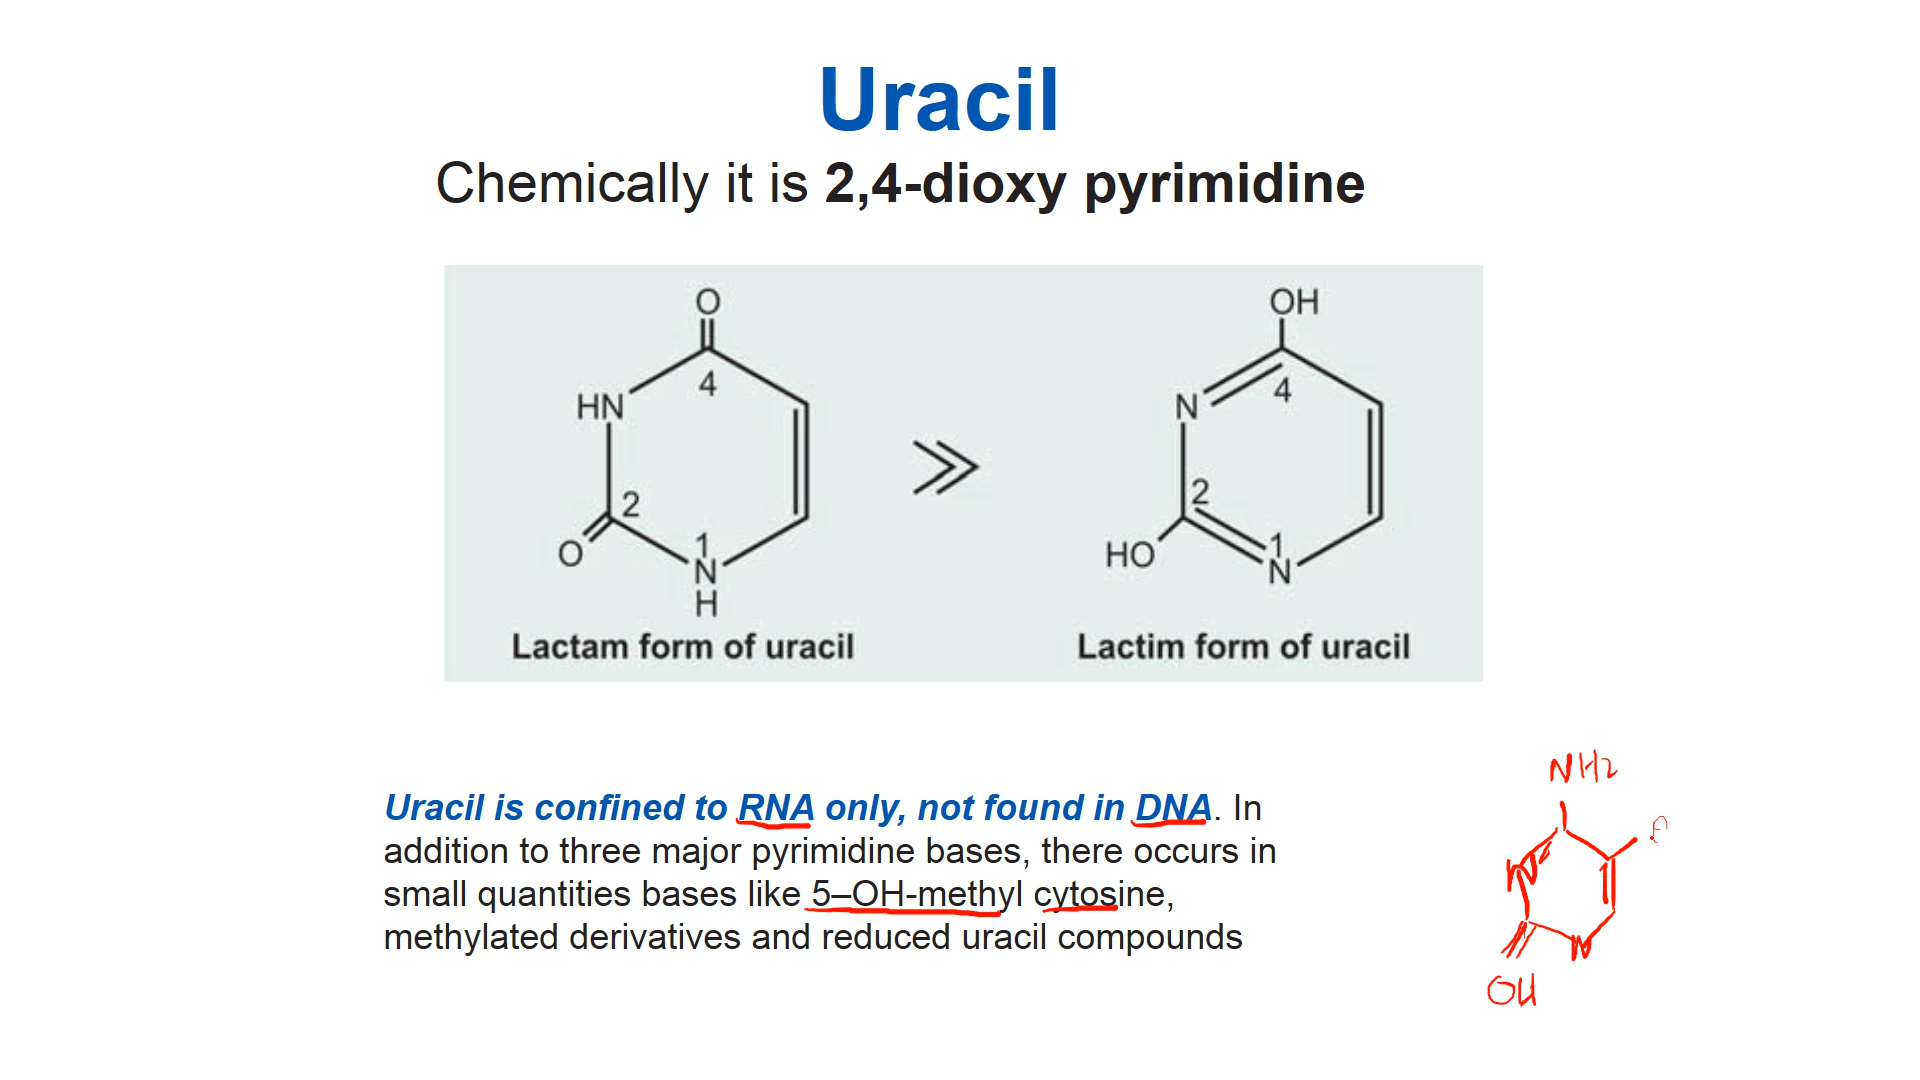 Uracil
Chemically it is 2,4-dioxy pyrimidine
O
4
HN
2
O
1
N
H
Lactam form of uracil
≫
OH
4
N
2
HO
1
N
Lactim form of uracil
Uracil is confined to RNA only, not found in DNA. In
addition to three major pyrimidine bases, there occurs in
small quantities bases like 5–OH-methyl cytosine,
methylated derivatives and reduced uracil compounds
NH2
N
N
OH